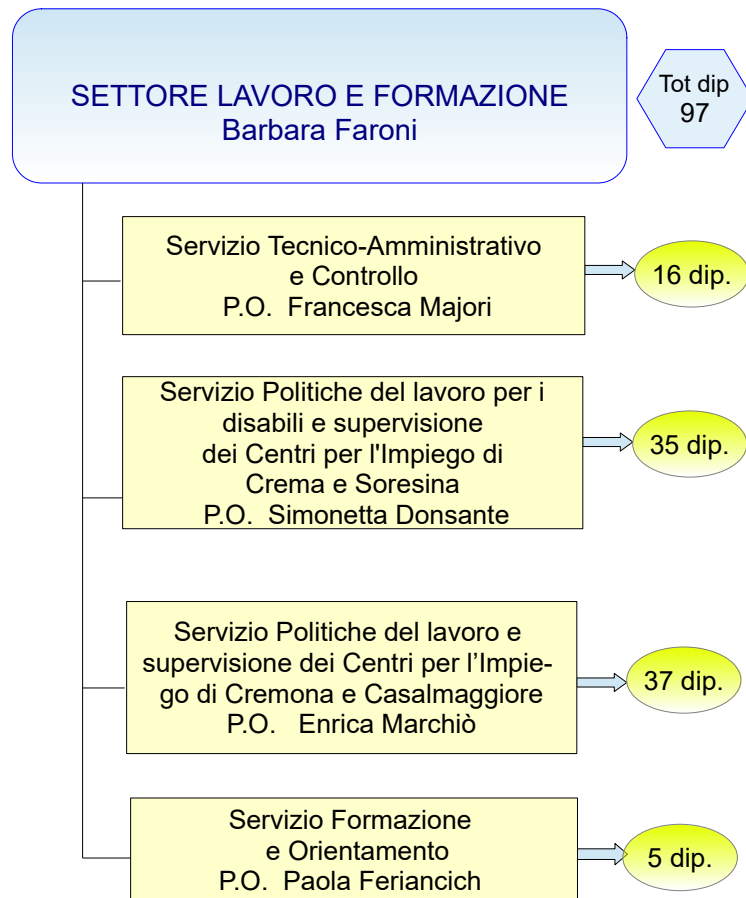 SETTORE LAVORO E FORMAZIONE
Barbara Faroni
Tot dip
97
Servizio Tecnico-Amministrativo
e Controllo
P.O. Francesca Majori
16 dip.
Servizio Politiche del lavoro per i
disabili e supervisione
dei Centri per l'Impiego di
Crema e Soresina
P.O. Simonetta Donsante
35 dip.
Servizio Politiche del lavoro e
supervisione dei Centri per l’Impie-
go di Cremona e Casalmaggiore
P.O. Enrica Marchiò
37 dip.
Servizio Formazione
e Orientamento
P.O. Paola Feriancich
5 dip.